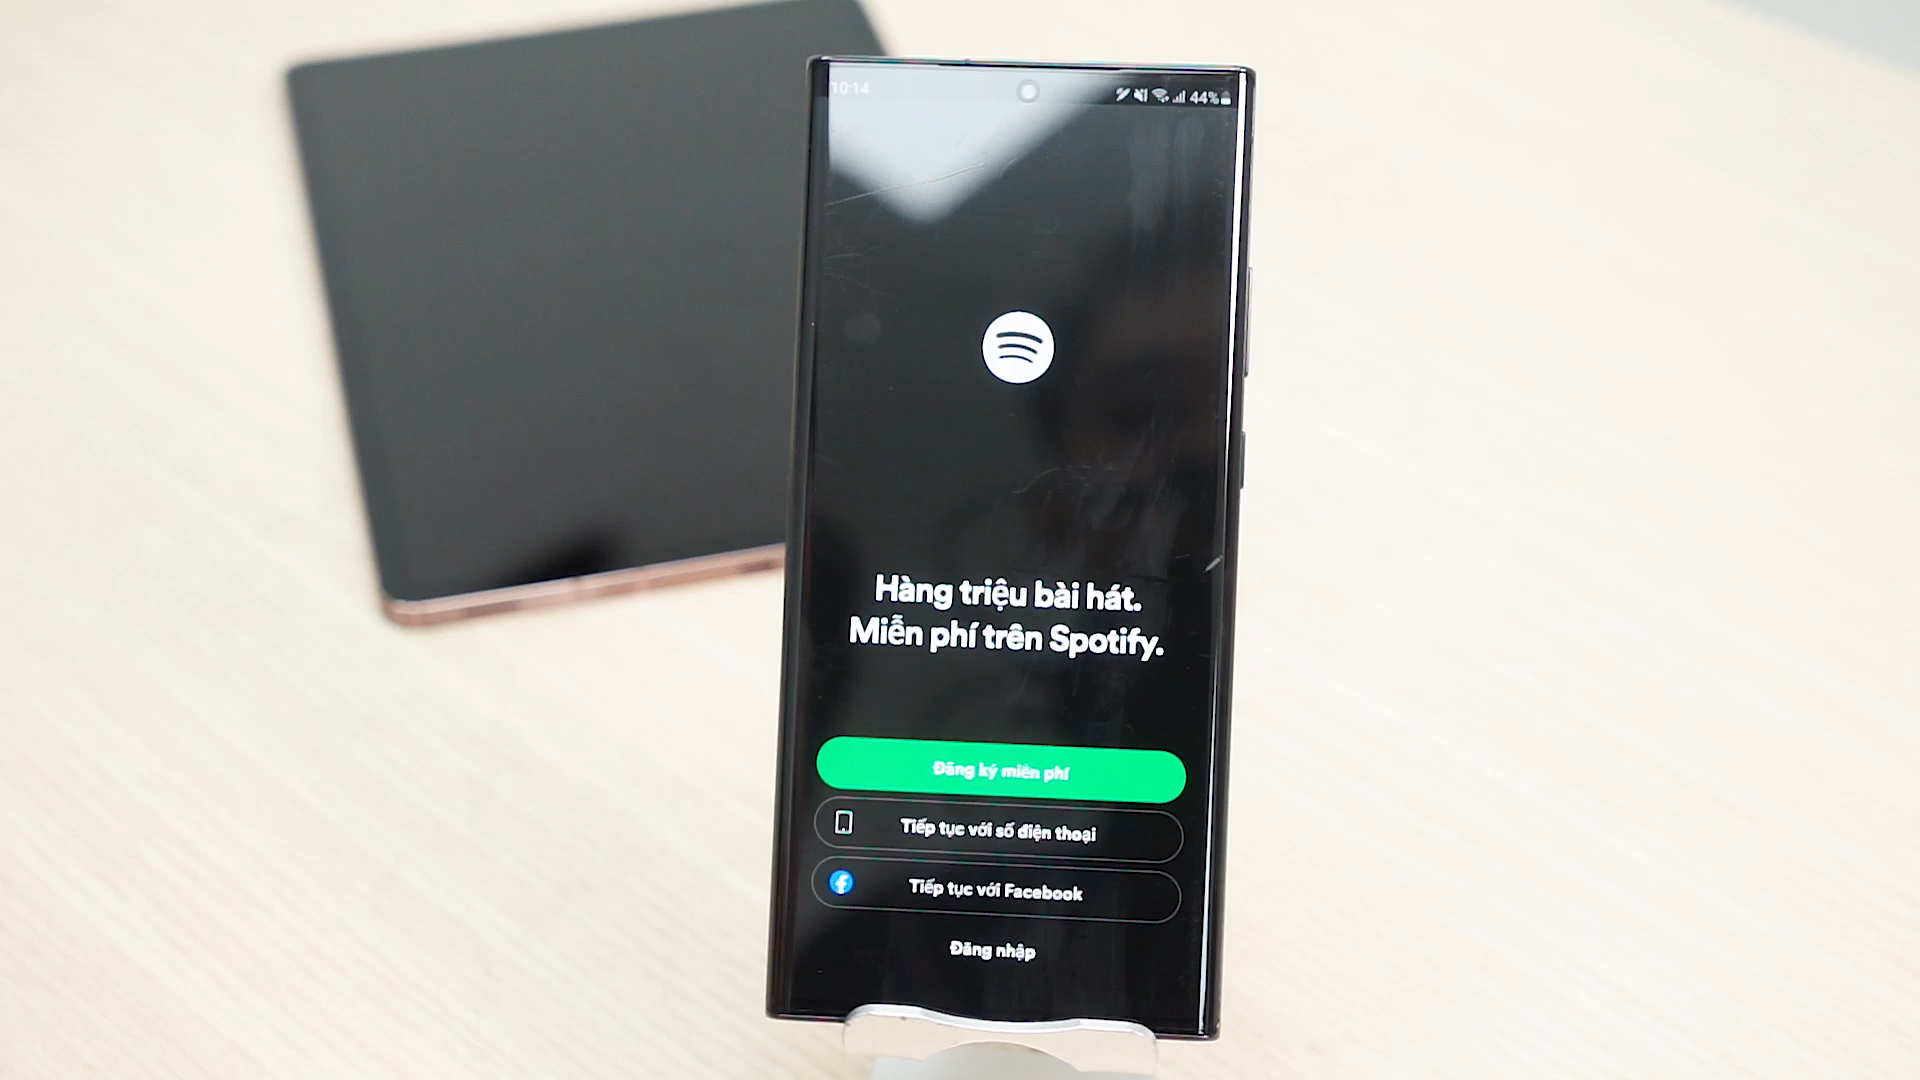 10:14
44%
Hàng triệu bài hát.
Miễn phí trên Spotify.
Đăng ký miễn phí
Tiếp tục với số điện thoại
Tiếp tục với Facebook
Đăng nhập